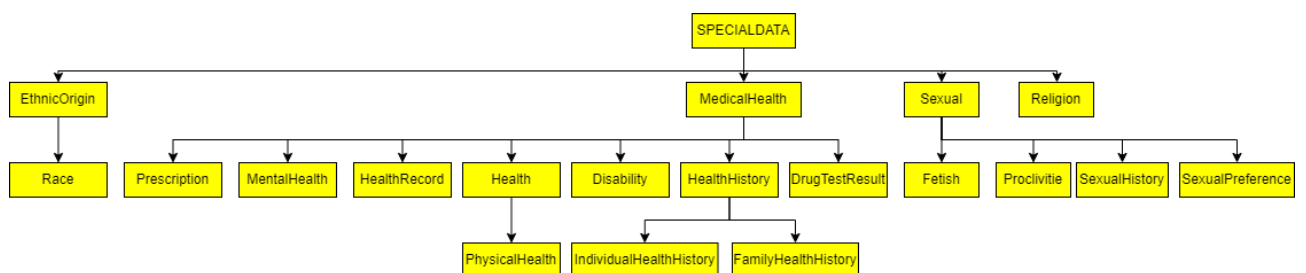 SPECIALDATA
EthnicOrigin
MedicalHealth
Sexual
Religion
Race
Prescription
MentalHealth
HealthRecord
Health
Disability
HealthHistory
DrugTestResult
Fetish
Proclivitie
SexualHistory
SexualPreference
PhysicalHealth
IndividualHealthHistory
FamilyHealthHistory